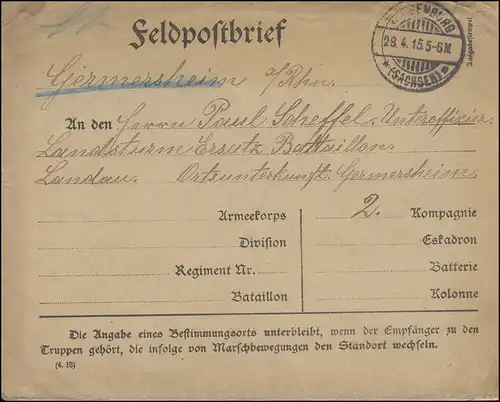 Feldpostbrief
28.4.15.5-6N.
*(SACHSEN)*
Germersheim a/Rhn.
An den Herrn Paul Scheffel, Unteroffizier
Landsturm Ersatz Battaillon
Landau. Ortsunterkunft Germersheim.
Armeekorps
2. Kompagnie
Division
Eskadron
Regiment Nr.
Batterie
Bataillon
Kolonne
Die Angabe eines Bestimmungsorts unterbleibt, wenn der Empfänger zu den
Truppen gehört, die infolge von Marschbewegungen den Standort wechseln.
(4. 15)